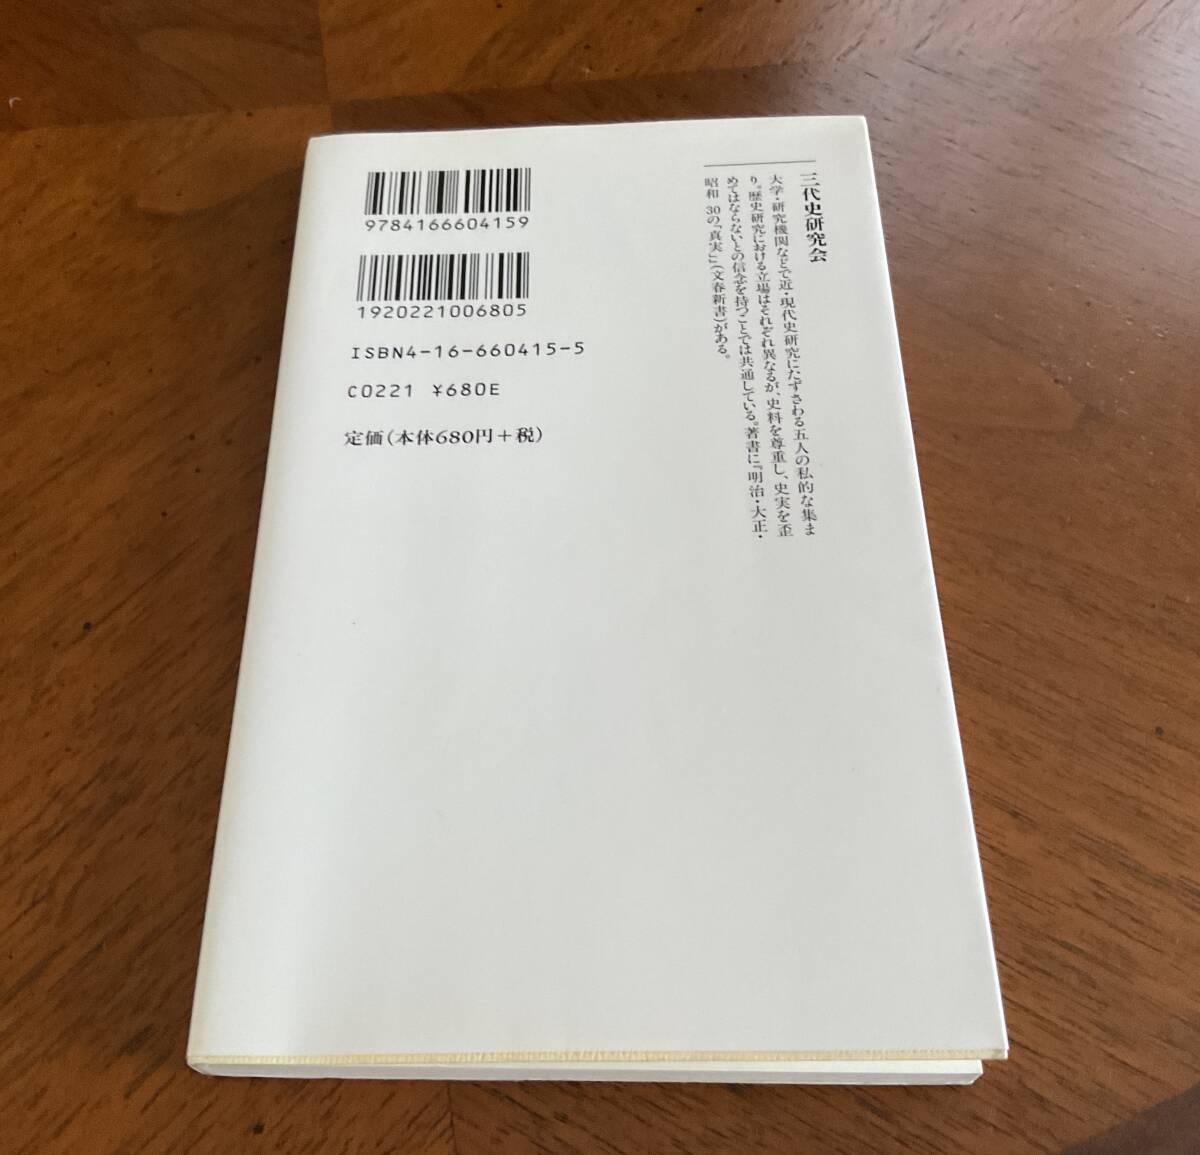 三代史研究会
大学・研究機関などで近・現代史研究にたずさわる五人の私的な集ま
り。歴史研究における立場はそれぞれ異なるが、史料を尊重し、史実を歪
めてはならないとの信念を持つことでは共通している。著書に『明治・大正・
昭和 30の「真実」』(文春新書)がある。
9784166604159
1920221006805
ISBN4-16-660415-5
C0221 ¥680E
定価(本体680円+税)